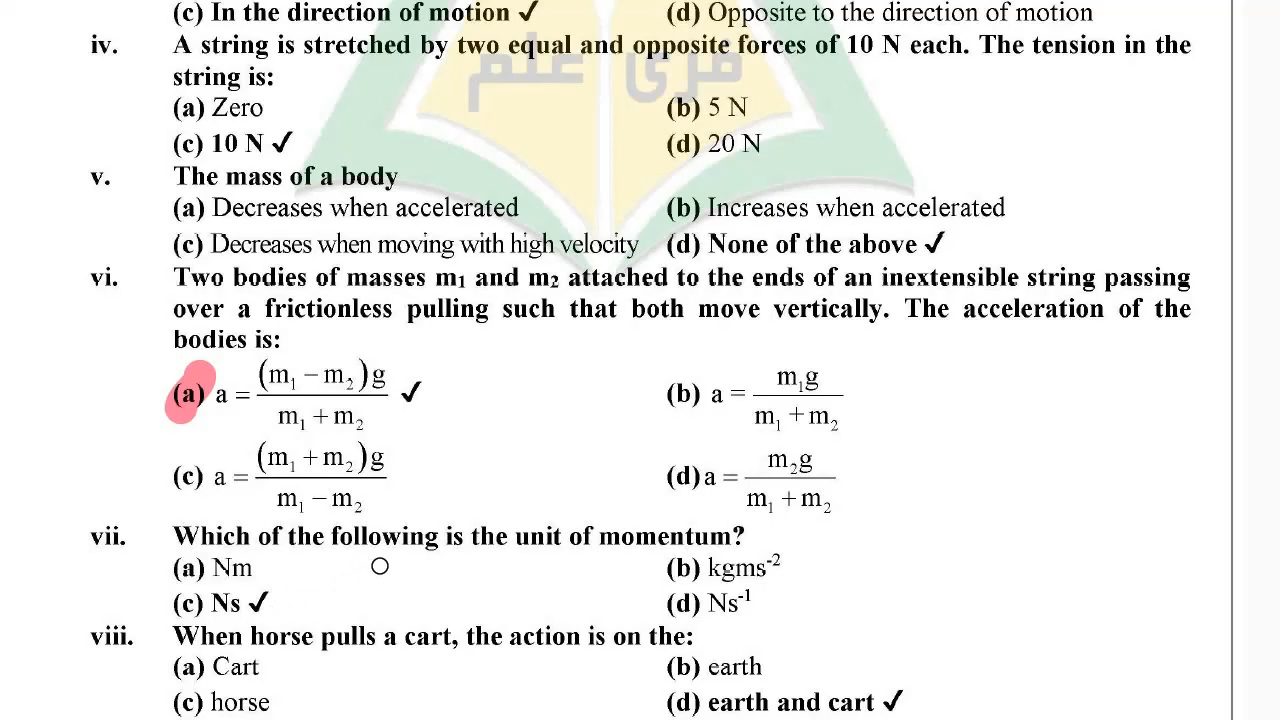 (c) In the direction of motion ✓ (d) Opposite to the direction of motion
iv. A string is stretched by two equal and opposite forces of 10 N each. The tension in the
string is:
(a) Zero (b) 5 N
(c) 10 N ✓ (d) 20 N
v. The mass of a body
(a) Decreases when accelerated (b) Increases when accelerated
(c) Decreases when moving with high velocity (d) None of the above ✓
vi. Two bodies of masses m₁ and m₂ attached to the ends of an inextensible string passing
over a frictionless pulling such that both move vertically. The acceleration of the
bodies is:
(a) a = (m₁ − m₂)g / m₁ + m₂ ✓ (b) a = m₁g / m₁ + m₂
(c) a = (m₁ + m₂)g / m₁ − m₂ (d) a = m₂g / m₁ + m₂
vii. Which of the following is the unit of momentum?
(a) Nm (b) kgms⁻²
(c) Ns ✓ (d) Ns⁻¹
viii. When horse pulls a cart, the action is on the:
(a) Cart (b) earth
(c) horse (d) earth and cart ✓
فری علم